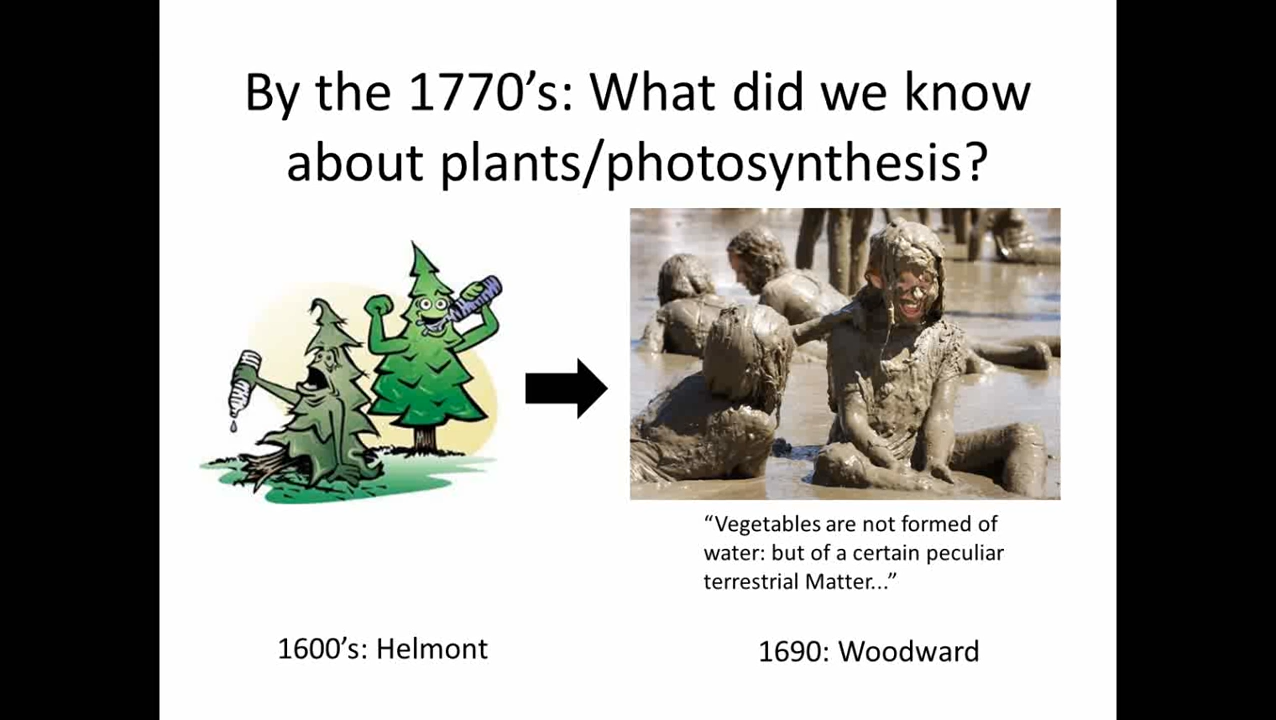 By the 1770’s: What did we know
about plants/photosynthesis?
“Vegetables are not formed of
water: but of a certain peculiar
terrestrial Matter...”
1600’s: Helmont
1690: Woodward